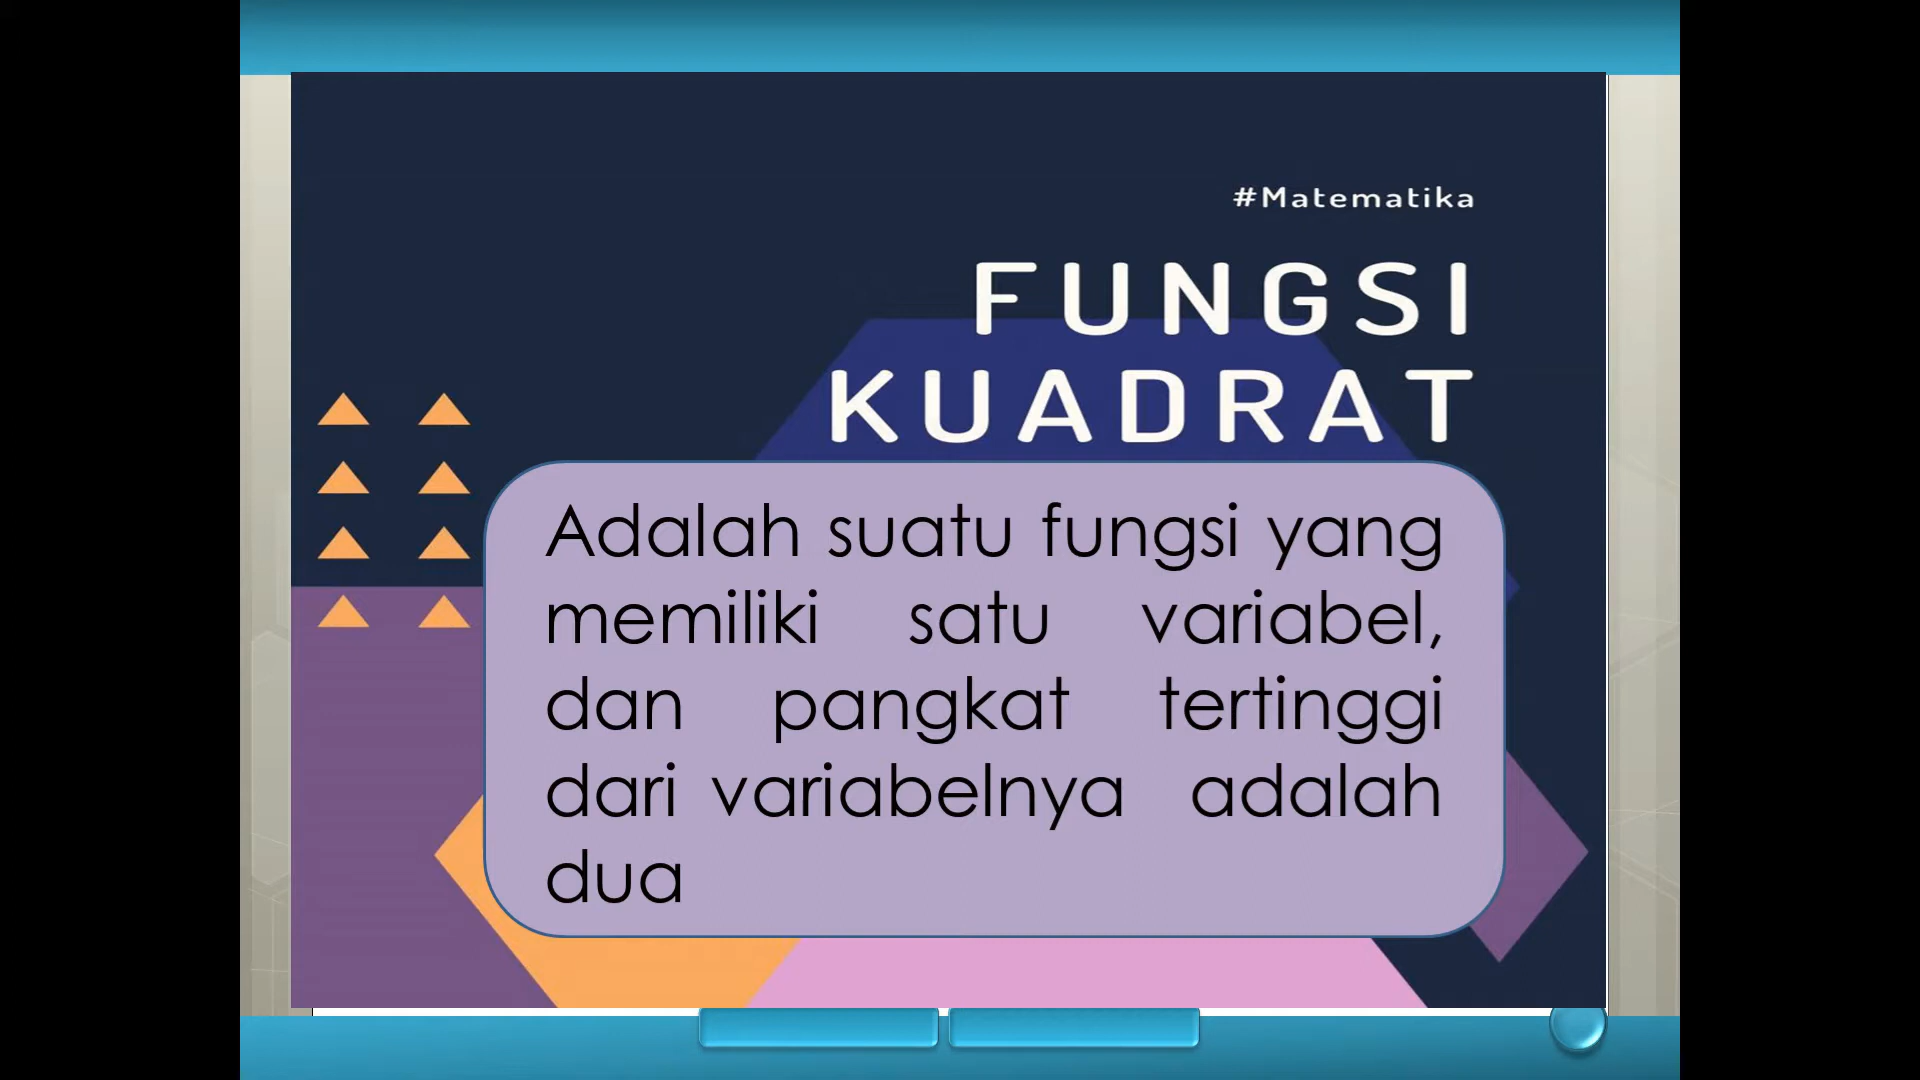 #Matematika
FUNGSI
KUADRAT
Adalah suatu fungsi yang
memiliki satu variabel,
dan pangkat tertinggi
dari variabelnya adalah
dua